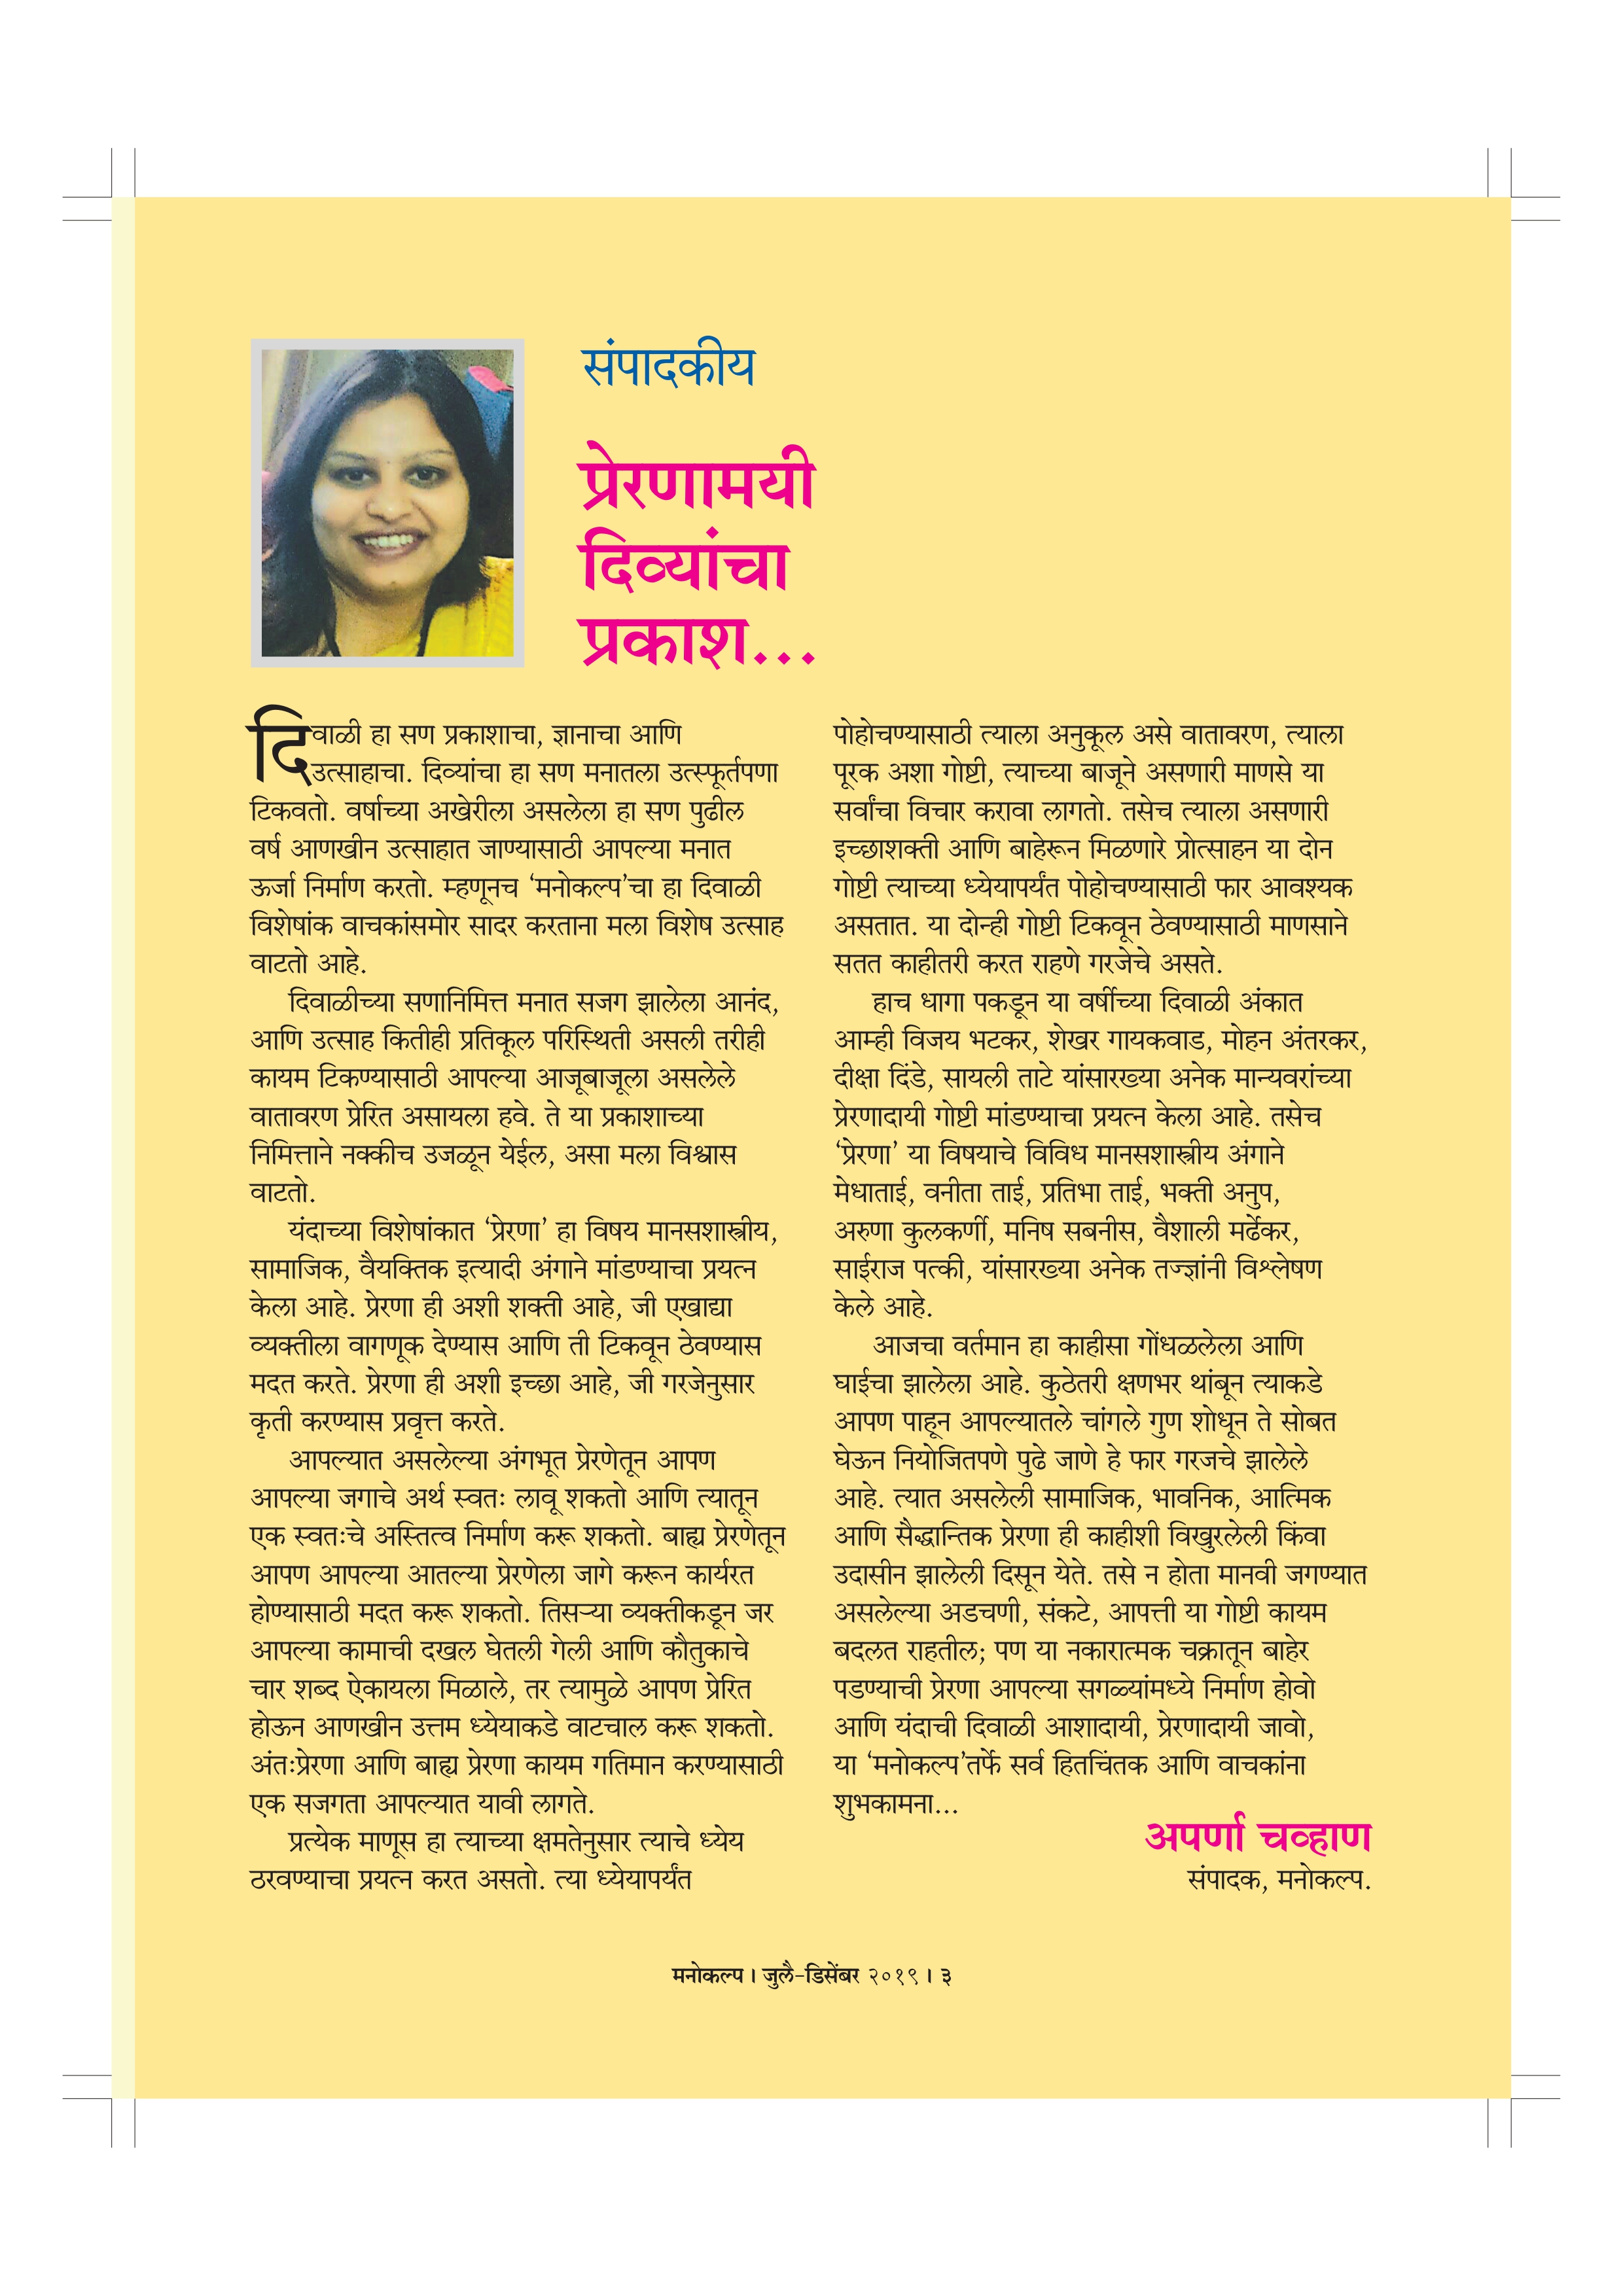 संपादकीय
प्रेरणामयी
दिव्यांचा
प्रकाश...
दिवाळी हा सण प्रकाशाचा, ज्ञानाचा आणि
उत्साहाचा. दिव्यांचा हा सण मनातला उत्स्फूर्तपणा
टिकवतो. वर्षाच्या अखेरीला असलेला हा सण पुढील
वर्ष आणखीन उत्साहात जाण्यासाठी आपल्या मनात
ऊर्जा निर्माण करतो. म्हणूनच ‘मनोकल्प’चा हा दिवाळी
विशेषांक वाचकांसमोर सादर करताना मला विशेष उत्साह
वाटतो आहे.
दिवाळीच्या सणानिमित्त मनात सजग झालेला आनंद,
आणि उत्साह कितीही प्रतिकूल परिस्थिती असली तरीही
कायम टिकण्यासाठी आपल्या आजूबाजूला असलेले
वातावरण प्रेरित असायला हवे. ते या प्रकाशाच्या
निमित्ताने नक्कीच उजळून येईल, असा मला विश्वास
वाटतो.
यंदाच्या विशेषांकात ‘प्रेरणा’ हा विषय मानसशास्त्रीय,
सामाजिक, वैयक्तिक इत्यादी अंगाने मांडण्याचा प्रयत्न
केला आहे. प्रेरणा ही अशी शक्ती आहे, जी एखाद्या
व्यक्तीला वागणूक देण्यास आणि ती टिकवून ठेवण्यास
मदत करते. प्रेरणा ही अशी इच्छा आहे, जी गरजेनुसार
कृती करण्यास प्रवृत्त करते.
आपल्यात असलेल्या अंगभूत प्रेरणेतून आपण
आपल्या जगाचे अर्थ स्वतः लावू शकतो आणि त्यातून
एक स्वतःचे अस्तित्व निर्माण करू शकतो. बाह्य प्रेरणेतून
आपण आपल्या आतल्या प्रेरणेला जागे करून कार्यरत
होण्यासाठी मदत करू शकतो. तिसऱ्या व्यक्तीकडून जर
आपल्या कामाची दखल घेतली गेली आणि कौतुकाचे
चार शब्द ऐकायला मिळाले, तर त्यामुळे आपण प्रेरित
होऊन आणखीन उत्तम ध्येयाकडे वाटचाल करू शकतो.
अंतःप्रेरणा आणि बाह्य प्रेरणा कायम गतिमान करण्यासाठी
एक सजगता आपल्यात यावी लागते.
प्रत्येक माणूस हा त्याच्या क्षमतेनुसार त्याचे ध्येय
ठरवण्याचा प्रयत्न करत असतो. त्या ध्येयापर्यंत
पोहोचण्यासाठी त्याला अनुकूल असे वातावरण, त्याला
पूरक अशा गोष्टी, त्याच्या बाजूने असणारी माणसे या
सर्वांचा विचार करावा लागतो. तसेच त्याला असणारी
इच्छाशक्ती आणि बाहेरून मिळणारे प्रोत्साहन या दोन
गोष्टी त्याच्या ध्येयापर्यंत पोहोचण्यासाठी फार आवश्यक
असतात. या दोन्ही गोष्टी टिकवून ठेवण्यासाठी माणसाने
सतत काहीतरी करत राहणे गरजेचे असते.
हाच धागा पकडून या वर्षीच्या दिवाळी अंकात
आम्ही विजय भटकर, शेखर गायकवाड, मोहन अंतरकर,
दीक्षा दिंडे, सायली ताटे यांसारख्या अनेक मान्यवरांच्या
प्रेरणादायी गोष्टी मांडण्याचा प्रयत्न केला आहे. तसेच
‘प्रेरणा’ या विषयाचे विविध मानसशास्त्रीय अंगाने
मेधाताई, वनीता ताई, प्रतिभा ताई, भक्ती अनुप,
अरुणा कुलकर्णी, मनिष सबनीस, वैशाली मर्ढेकर,
साईराज पत्की, यांसारख्या अनेक तज्ज्ञांनी विश्लेषण
केले आहे.
आजचा वर्तमान हा काहीसा गोंधळलेला आणि
घाईचा झालेला आहे. कुठेतरी क्षणभर थांबून त्याकडे
आपण पाहून आपल्यातले चांगले गुण शोधून ते सोबत
घेऊन नियोजितपणे पुढे जाणे हे फार गरजचे झालेले
आहे. त्यात असलेली सामाजिक, भावनिक, आत्मिक
आणि सैद्धान्तिक प्रेरणा ही काहीशी विखुरलेली किंवा
उदासीन झालेली दिसून येते. तसे न होता मानवी जगण्यात
असलेल्या अडचणी, संकटे, आपत्ती या गोष्टी कायम
बदलत राहतील; पण या नकारात्मक चक्रातून बाहेर
पडण्याची प्रेरणा आपल्या सगळ्यांमध्ये निर्माण होवो
आणि यंदाची दिवाळी आशादायी, प्रेरणादायी जावो,
या ‘मनोकल्प’तर्फे सर्व हितचिंतक आणि वाचकांना
शुभकामना...
अपर्णा चव्हाण
संपादक, मनोकल्प.
मनोकल्प । जुलै-डिसेंबर २०१९ । ३